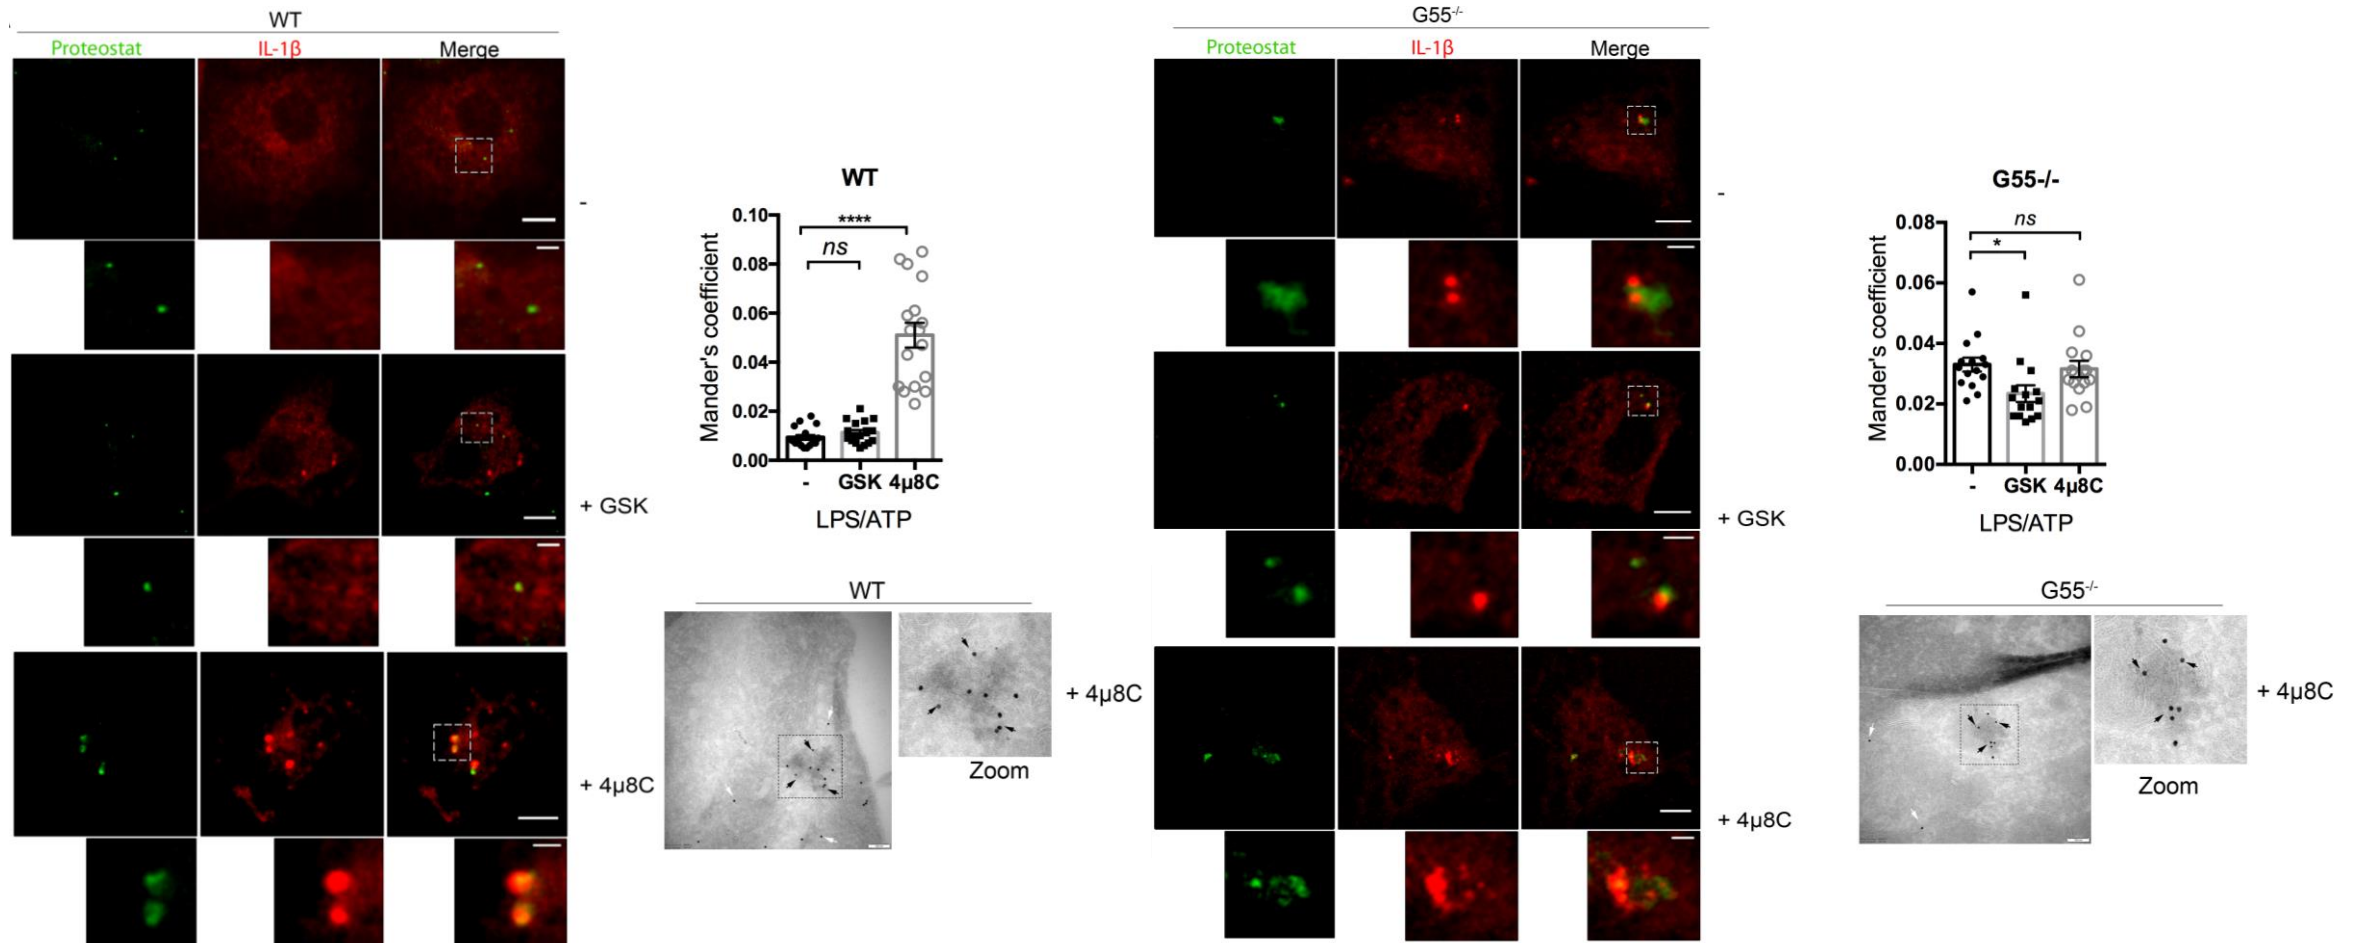 WT
Proteostat IL-1β Merge
-
+ GSK
+ 4μ8C
WT
Mander's coefficient
0.10
0.08
0.06
0.04
0.02
0.00
****
ns
- GSK 4μ8C
LPS/ATP
WT
+ 4μ8C
Zoom
G55-/-
Proteostat IL-1β Merge
-
+ GSK
+ 4μ8C
G55-/-
Mander's coefficient
0.08
0.06
0.04
0.02
0.00
ns
*
- GSK 4μ8C
LPS/ATP
G55-/-
+ 4μ8C
Zoom